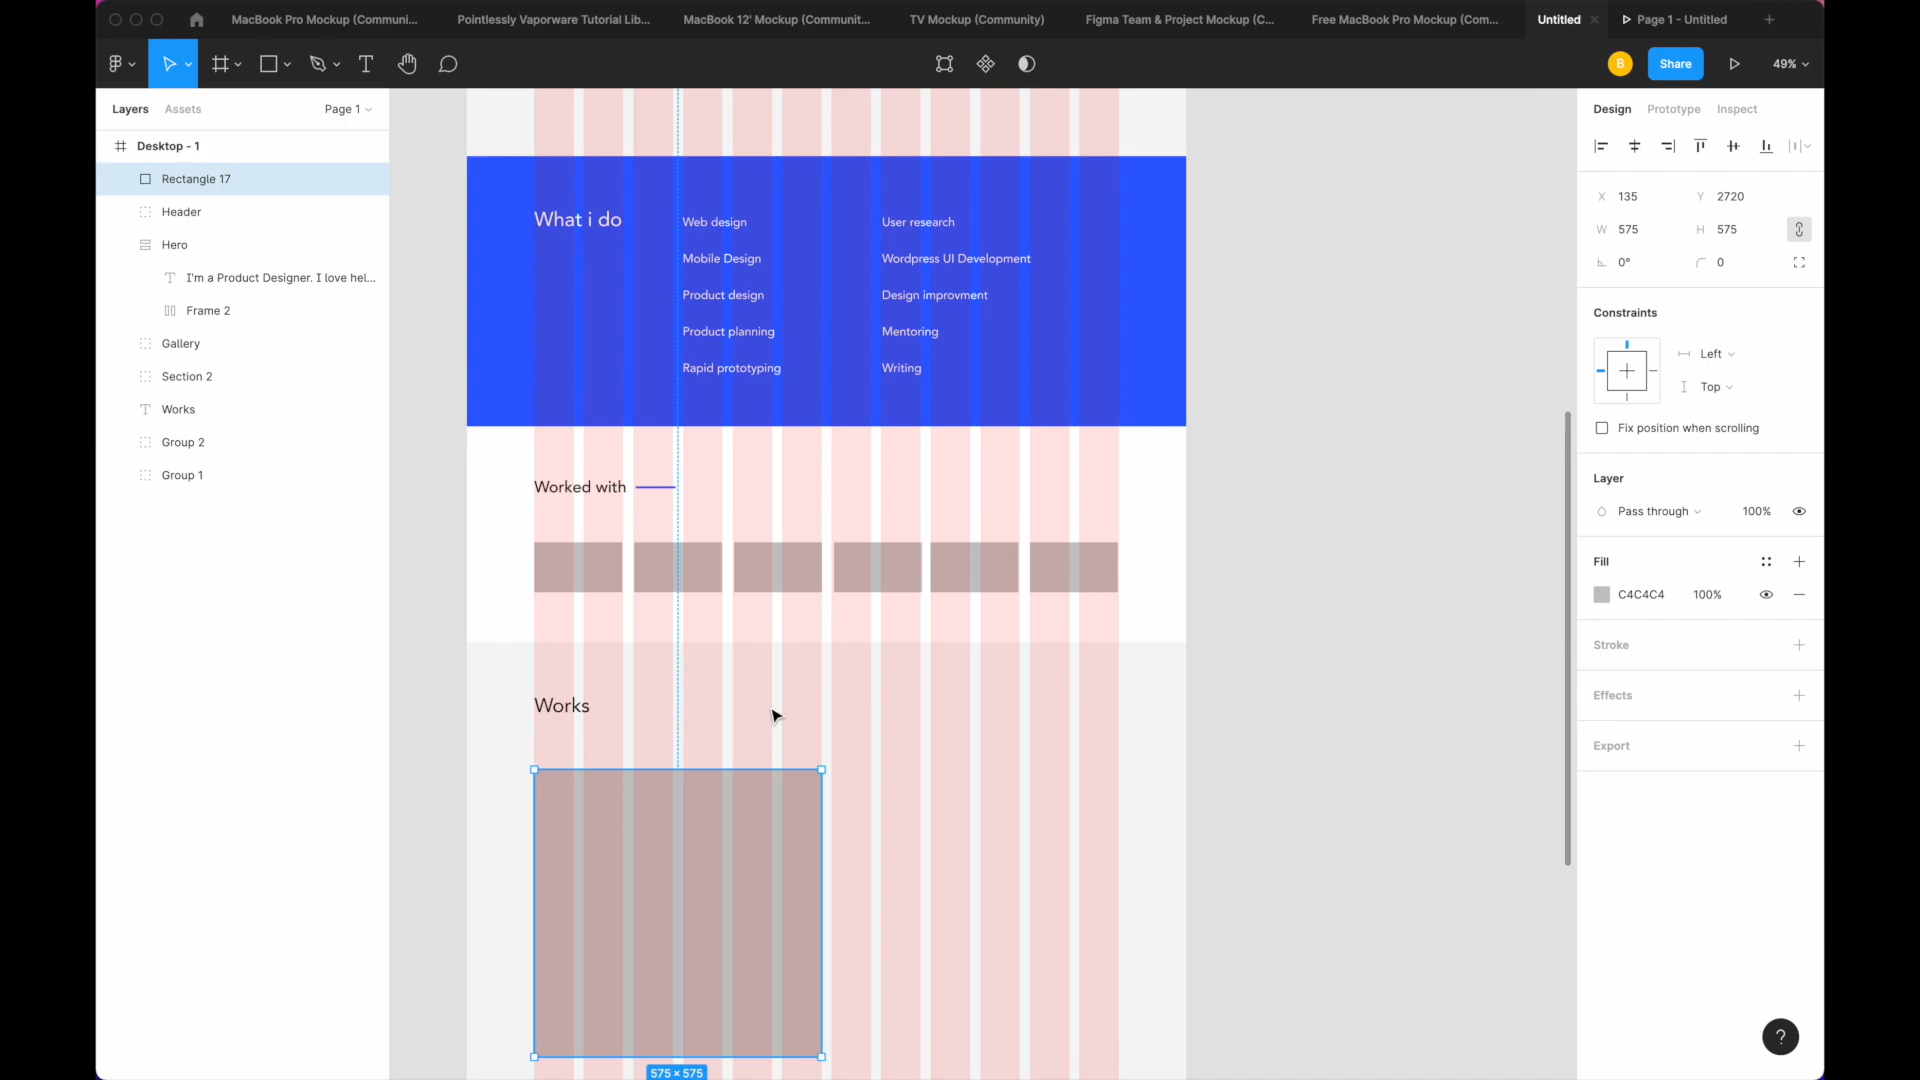 MacBook Pro Mockup (Communi...
Pointlessly Vaporware Tutorial Lib...
MacBook 12' Mockup (Communit...
TV Mockup (Community)
Figma Team & Project Mockup (C...
Free MacBook Pro Mockup (Com...
Untitled
Page 1 - Untitled
B
Share
49%
Layers
Assets
Page 1
Desktop - 1
Rectangle 17
Header
Hero
I'm a Product Designer. I love hel...
Frame 2
Gallery
Section 2
Works
Group 2
Group 1
What i do
Web design
Mobile Design
Product design
Product planning
Rapid prototyping
User research
Wordpress UI Development
Design improvment
Mentoring
Writing
Worked with
Works
575 × 575
Design
Prototype
Inspect
X 135
Y 2720
W 575
H 575
0°
0
Constraints
Left
Top
Fix position when scrolling
Layer
Pass through
100%
Fill
C4C4C4
100%
Stroke
Effects
Export
?